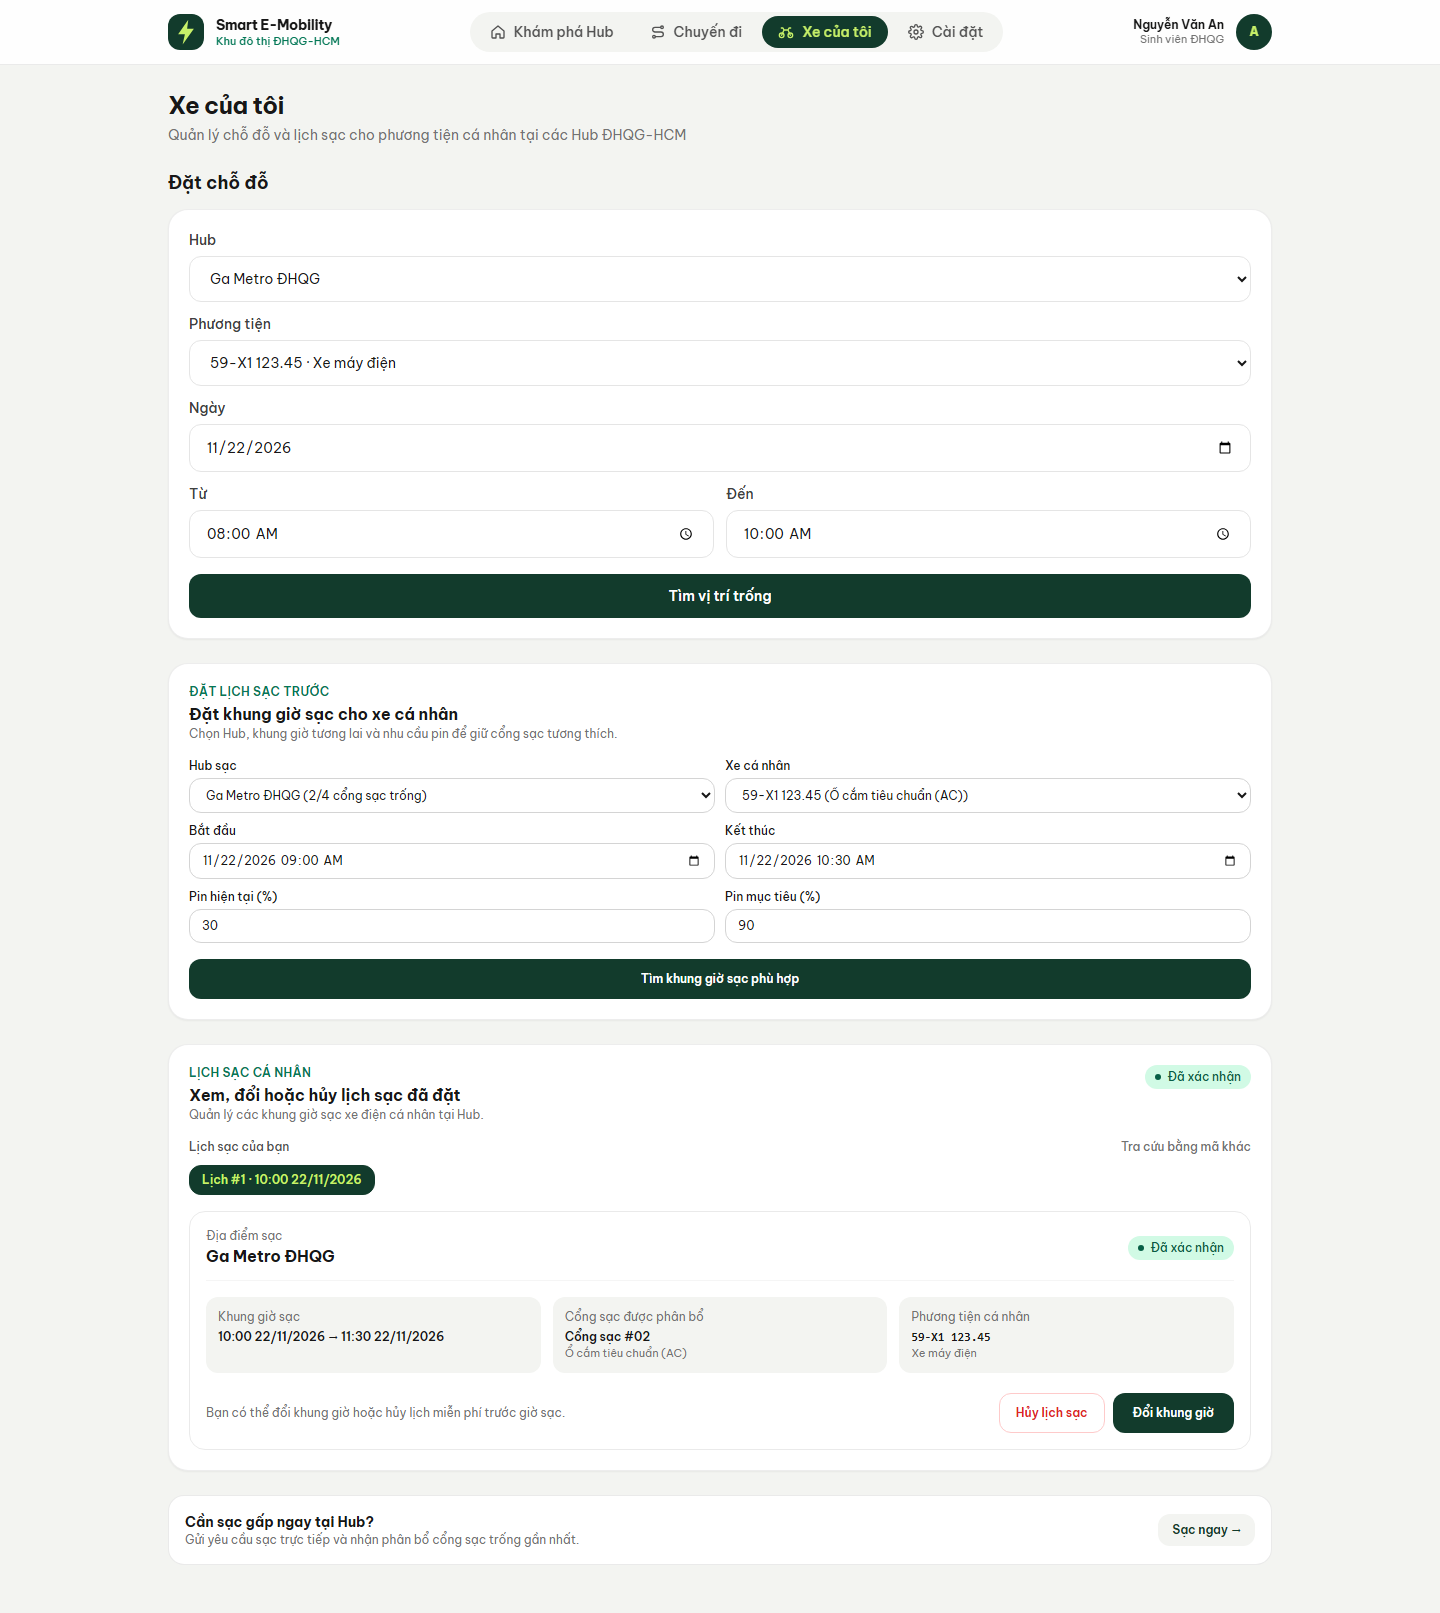 Smart E-Mobility
Khu đô thị ĐHQG-HCM
Khám phá Hub
Chuyến đi
Xe của tôi
Cài đặt
Nguyễn Văn An
Sinh viên ĐHQG
A
Xe của tôi
Quản lý chỗ đỗ và lịch sạc cho phương tiện cá nhân tại các Hub ĐHQG-HCM
Đặt chỗ đỗ
Hub
Ga Metro ĐHQG
Phương tiện
59-X1 123.45 · Xe máy điện
Ngày
11/22/2026
Từ
Đến
08:00 AM
10:00 AM
Tìm vị trí trống
ĐẶT LỊCH SẠC TRƯỚC
Đặt khung giờ sạc cho xe cá nhân
Chọn Hub, khung giờ tương lai và nhu cầu pin để giữ cổng sạc tương thích.
Hub sạc
Xe cá nhân
Ga Metro ĐHQG (2/4 cổng sạc trống)
59-X1 123.45 (Ổ cắm tiêu chuẩn (AC))
Bắt đầu
Kết thúc
11/22/2026 09:00 AM
11/22/2026 10:30 AM
Pin hiện tại (%)
Pin mục tiêu (%)
30
90
Tìm khung giờ sạc phù hợp
LỊCH SẠC CÁ NHÂN
Đã xác nhận
Xem, đổi hoặc hủy lịch sạc đã đặt
Quản lý các khung giờ sạc xe điện cá nhân tại Hub.
Lịch sạc của bạn
Tra cứu bằng mã khác
Lịch #1 · 10:00 22/11/2026
Địa điểm sạc
Ga Metro ĐHQG
Đã xác nhận
Khung giờ sạc
10:00 22/11/2026 → 11:30 22/11/2026
Cổng sạc được phân bổ
Cổng sạc #02
Ổ cắm tiêu chuẩn (AC)
Phương tiện cá nhân
59-X1 123.45
Xe máy điện
Bạn có thể đổi khung giờ hoặc hủy lịch miễn phí trước giờ sạc.
Hủy lịch sạc
Đổi khung giờ
Cần sạc gấp ngay tại Hub?
Gửi yêu cầu sạc trực tiếp và nhận phân bổ cổng sạc trống gần nhất.
Sạc ngay →